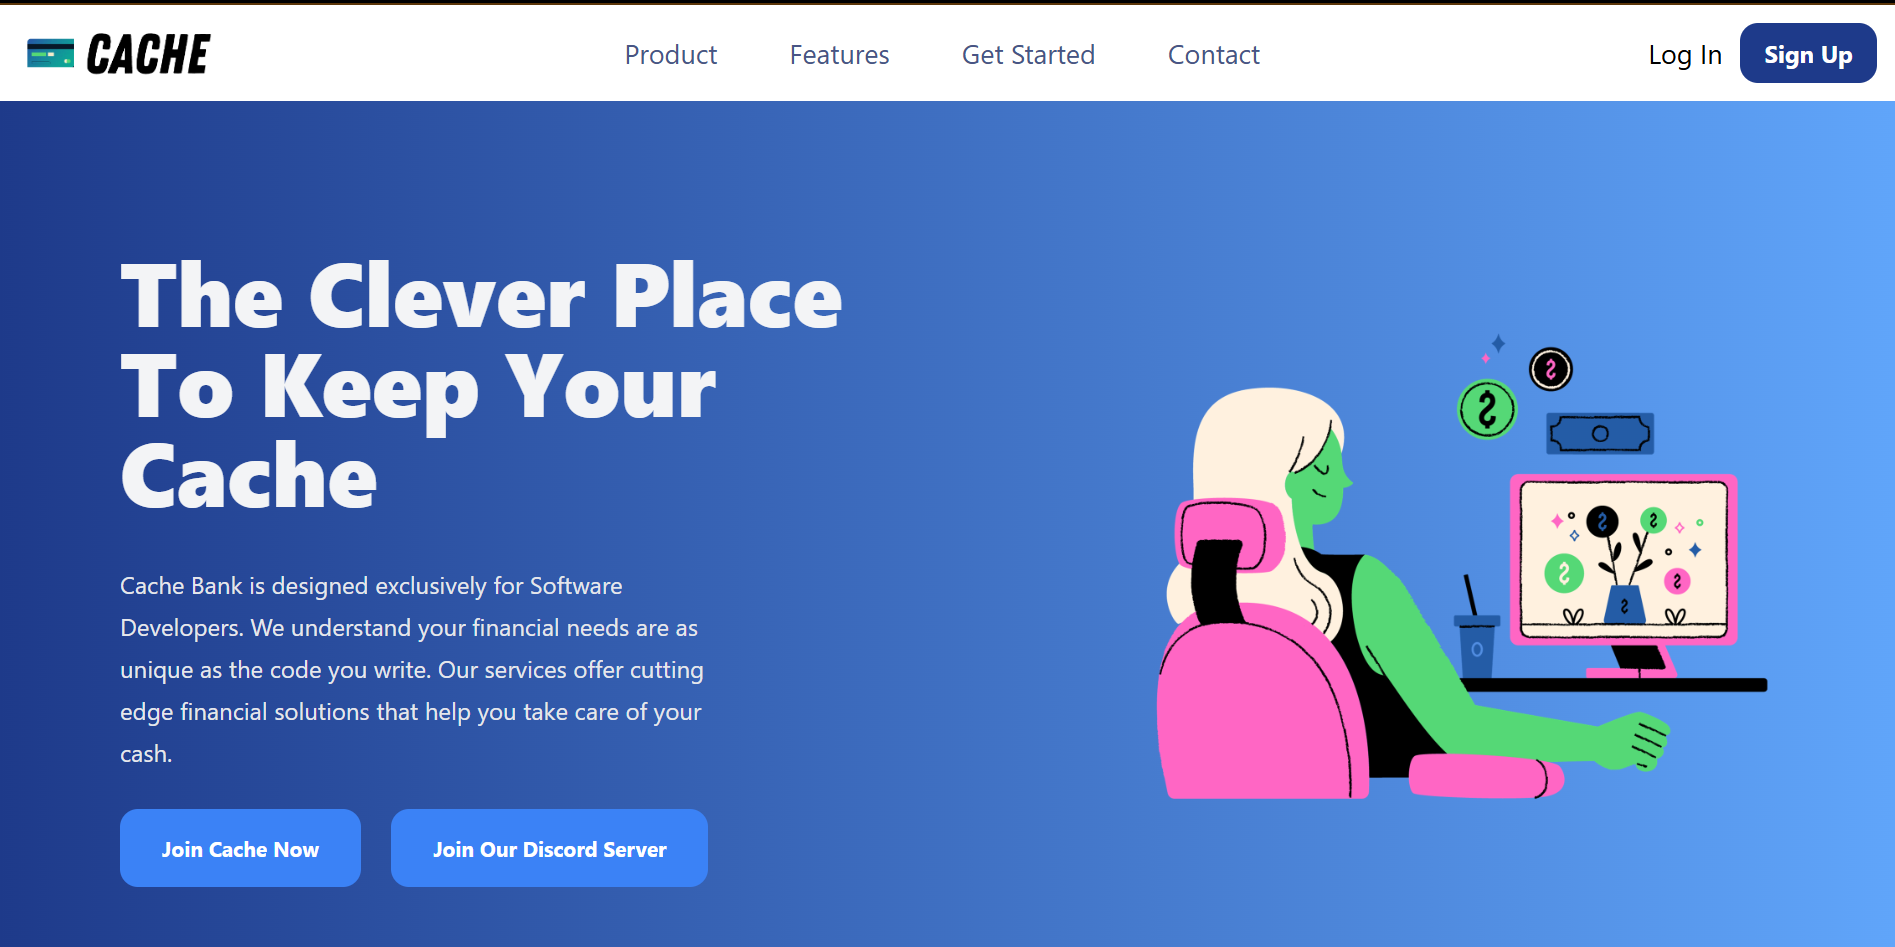 CACHE
Product
Features
Get Started
Contact
Log In
Sign Up
The Clever Place
To Keep Your
Cache
Cache Bank is designed exclusively for Software
Developers. We understand your financial needs are as
unique as the code you write. Our services offer cutting
edge financial solutions that help you take care of your
cash.
Join Cache Now
Join Our Discord Server